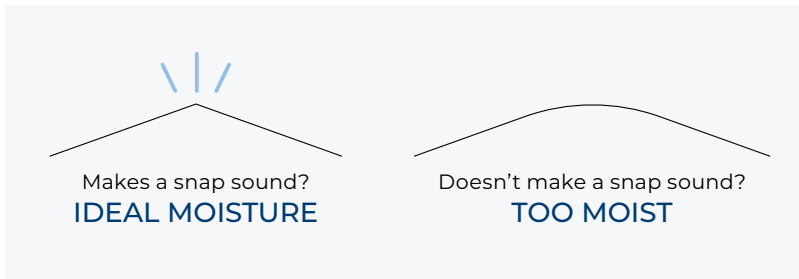 Makes a snap sound?
IDEAL MOISTURE
Doesn’t make a snap sound?
TOO MOIST